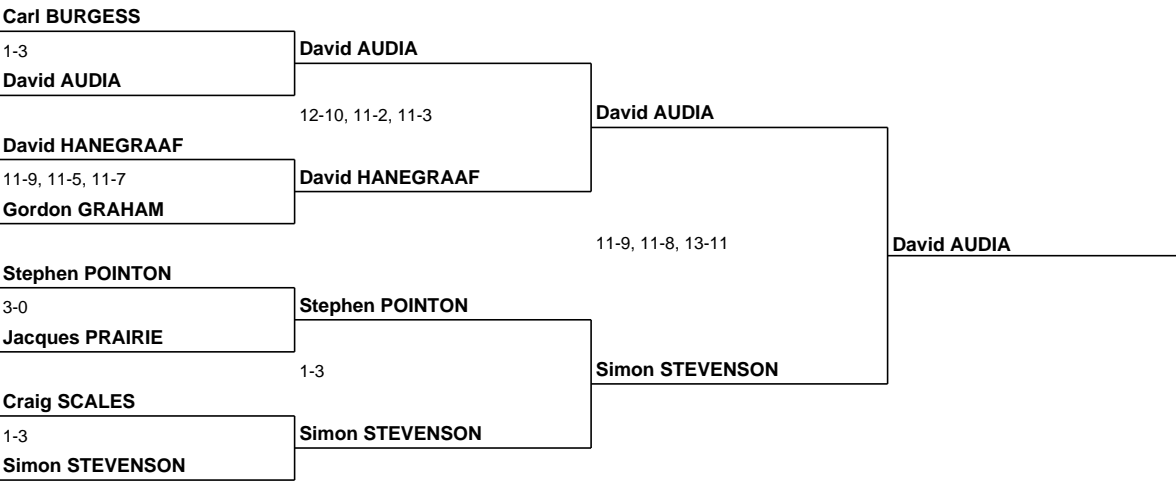 Carl BURGESS
1-3
David AUDIA
David HANEGRAAF
11-9, 11-5, 11-7
Gordon GRAHAM
Stephen POINTON
3-0
Jacques PRAIRIE
Craig SCALES
1-3
Simon STEVENSON
David AUDIA
12-10, 11-2, 11-3
David HANEGRAAF
Stephen POINTON
1-3
Simon STEVENSON
David AUDIA
11-9, 11-8, 13-11
Simon STEVENSON
David AUDIA